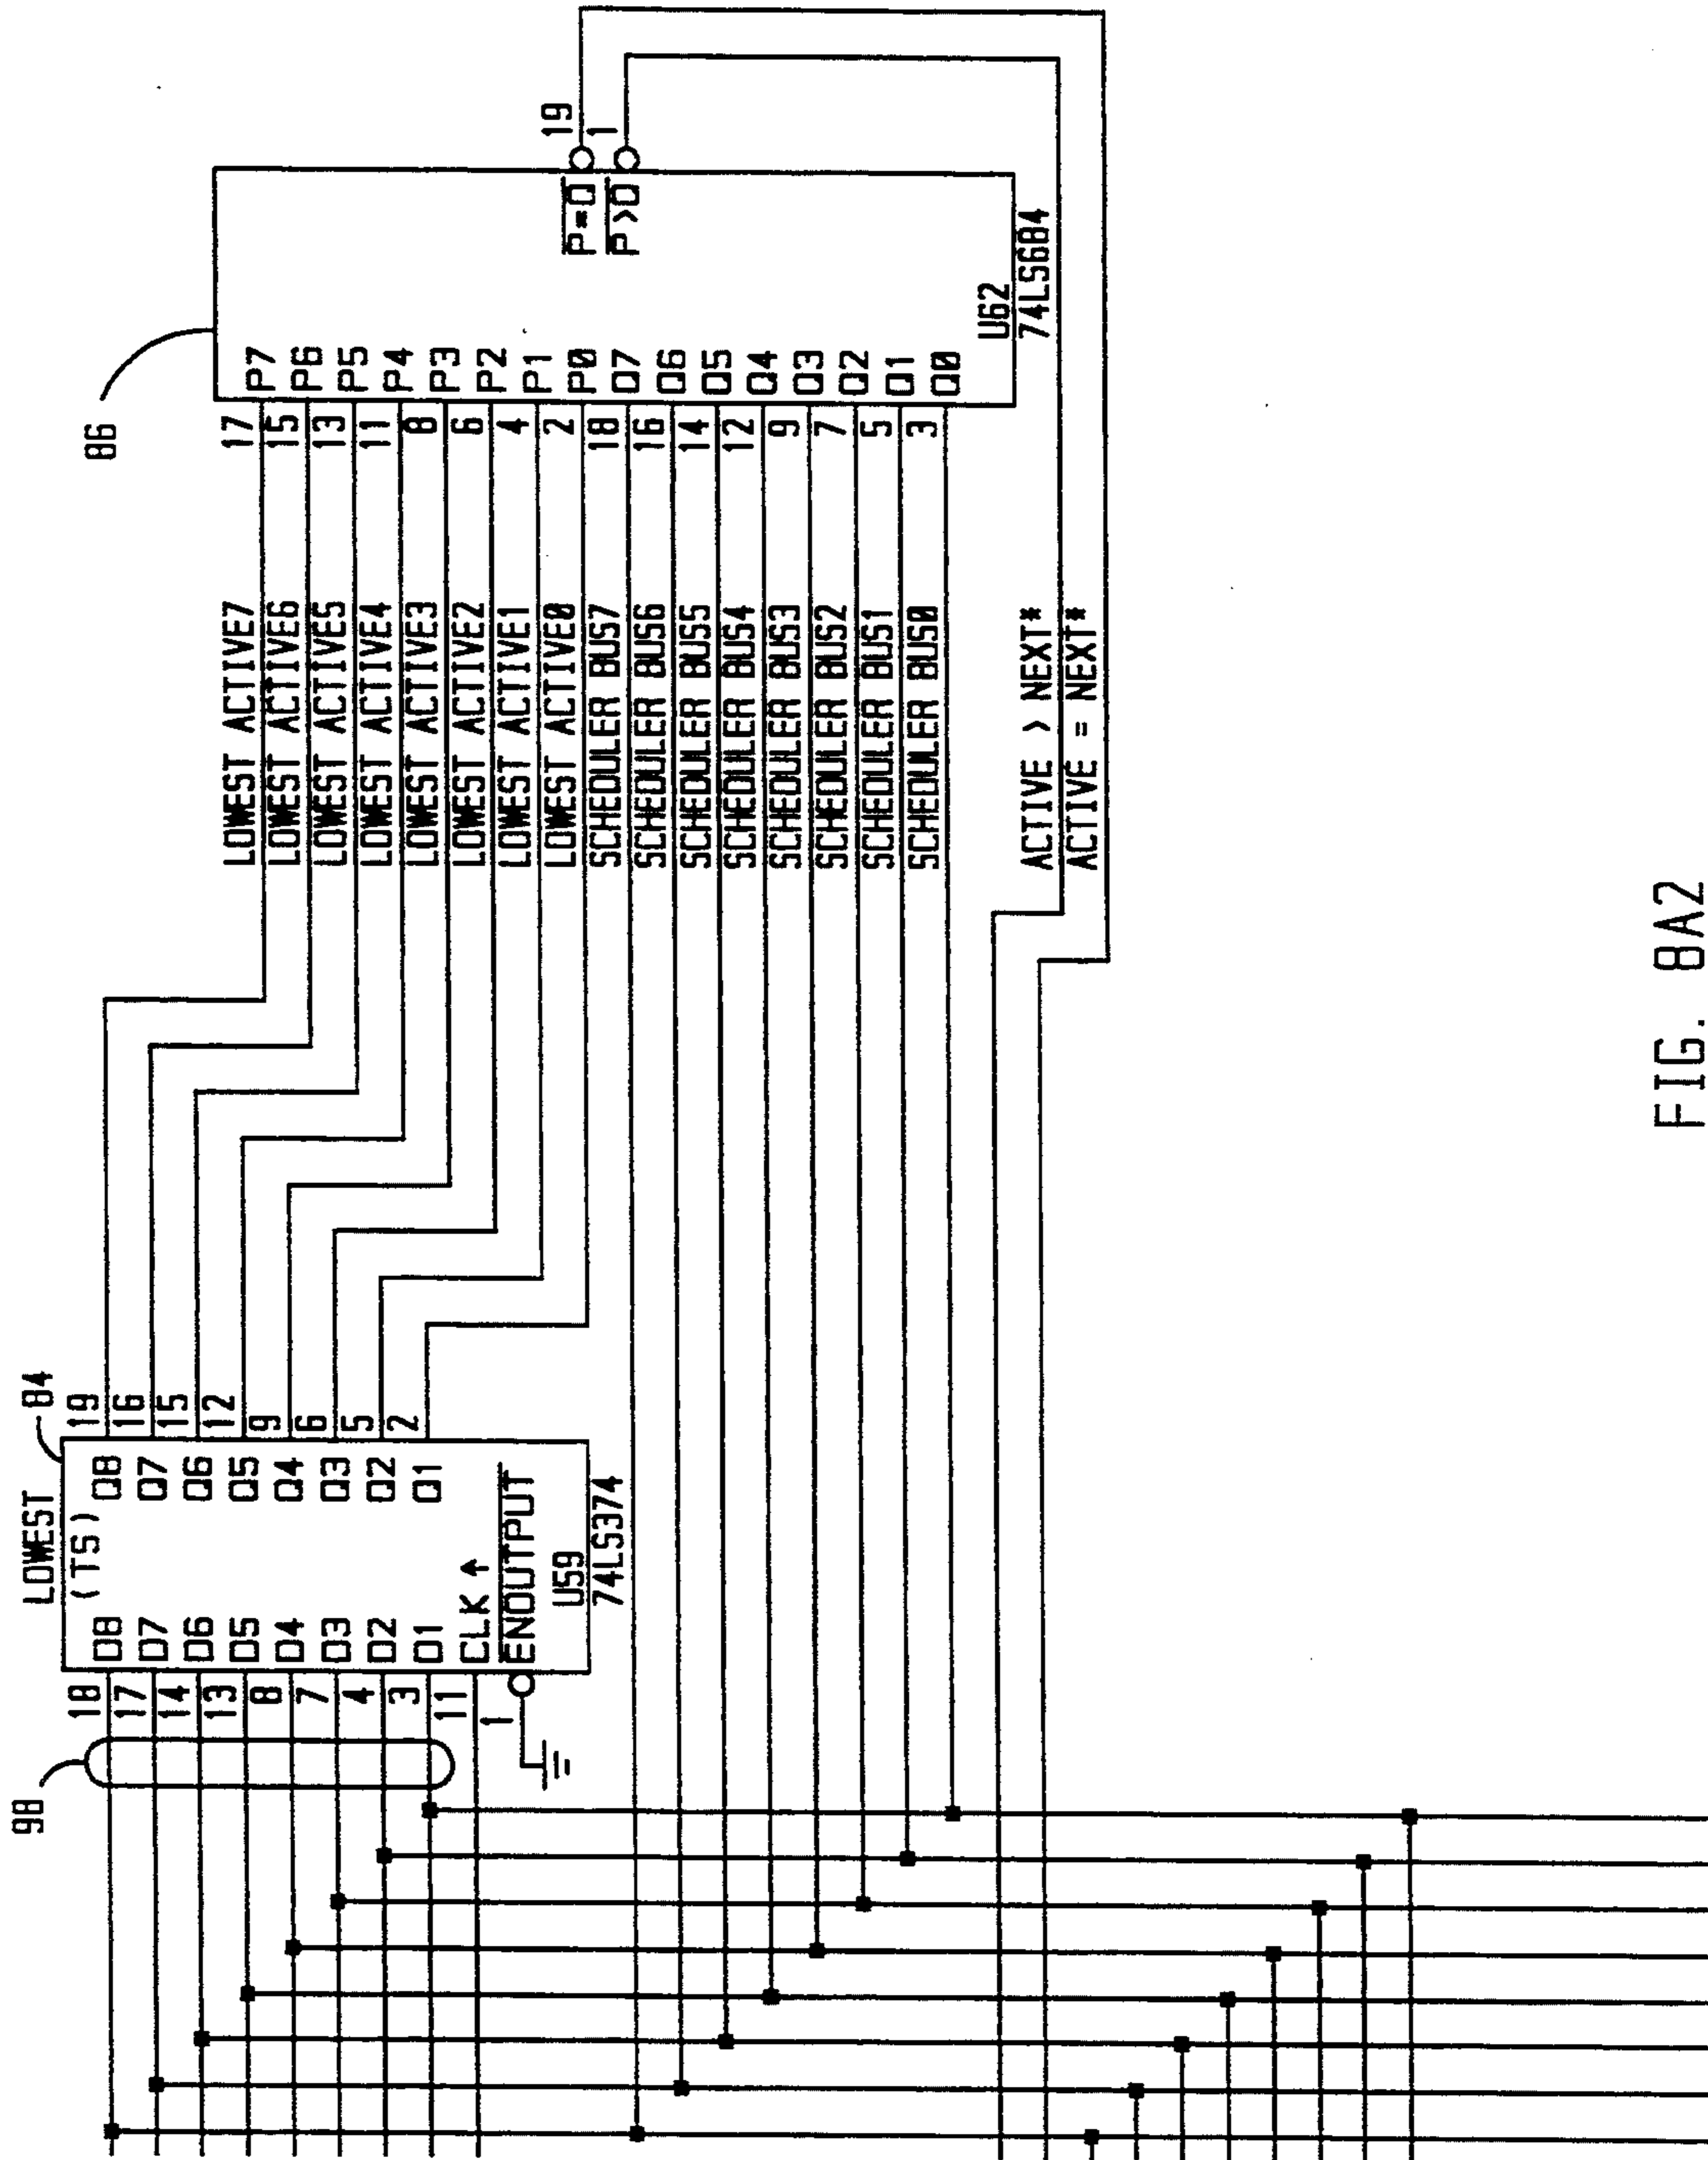 98
LOWEST
(TS)
84
18 D8 Q8 19
17 D7 Q7 16
14 D6 Q6 15
13 D5 Q5 12
8 D4 Q4 9
7 D3 Q3 6
4 D2 Q2 5
3 D1 Q1 2
11 CLK ↑
1 ENOUTPUT
U59
74LS374
86
LOWEST ACTIVE7 17 P7
LOWEST ACTIVE6 15 P6
LOWEST ACTIVE5 13 P5
LOWEST ACTIVE4 11 P4
LOWEST ACTIVE3 8 P3
LOWEST ACTIVE2 6 P2
LOWEST ACTIVE1 4 P1
LOWEST ACTIVE0 2 P0
SCHEDULER BUS7 18 Q7
SCHEDULER BUS6 16 Q6
SCHEDULER BUS5 14 Q5
SCHEDULER BUS4 12 Q4
SCHEDULER BUS3 9 Q3
SCHEDULER BUS2 7 Q2
SCHEDULER BUS1 5 Q1
SCHEDULER BUS0 3 Q0
P=Q 19
P>Q 1
U62
74LS684
ACTIVE > NEXT*
ACTIVE = NEXT*
FIG. 8A2